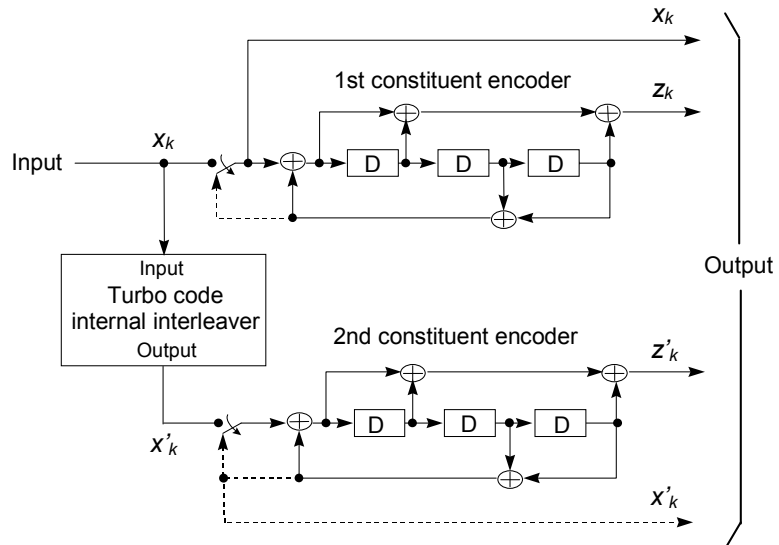 xk
1st constituent encoder
zk
xk
Input
D
D
D
Input
Turbo code
internal interleaver
Output
Output
2nd constituent encoder
z'k
D
D
D
x'k
x'k